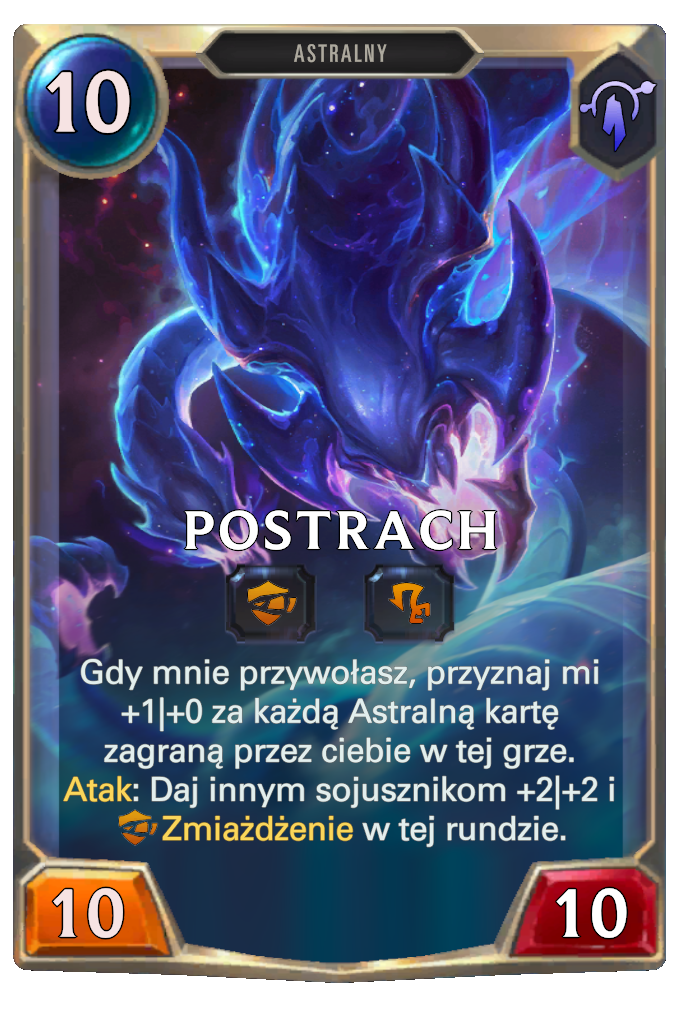 10
ASTRALNY
POSTRACH
Gdy mnie przywołasz, przyznaj mi
+1|+0 za każdą Astralną kartę
zagraną przez ciebie w tej grze.
Atak: Daj innym sojusznikom +2|+2 i
Zmiażdżenie w tej rundzie.
10
10